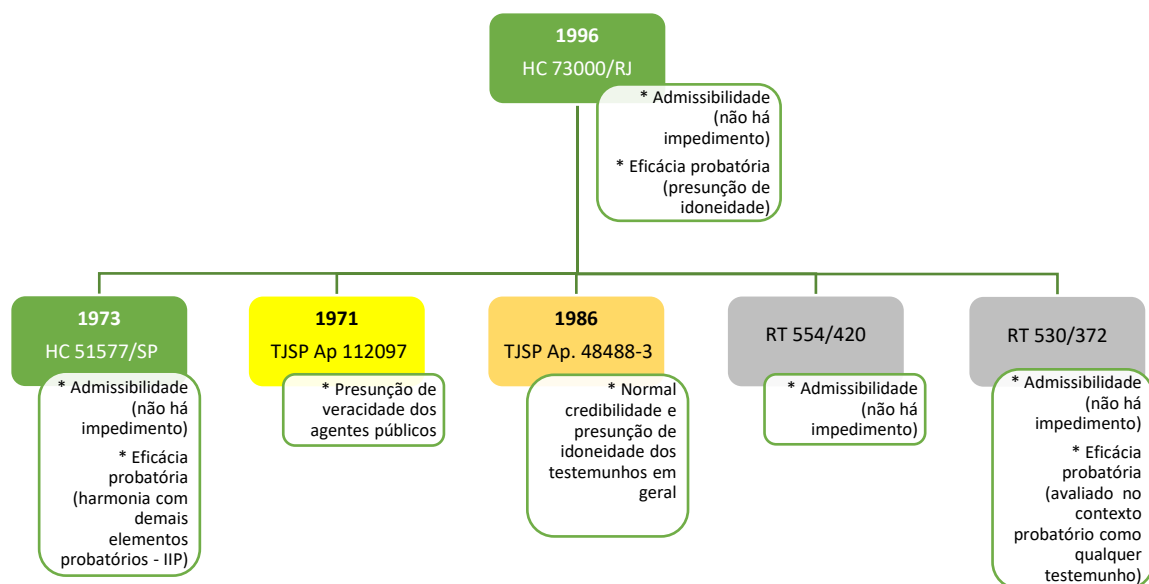 1996
HC 73000/RJ
* Admissibilidade
(não há
impedimento)
* Eficácia probatória
(presunção de
idoneidade)
1973
HC 51577/SP
* Admissibilidade
(não há
impedimento)
* Eficácia
probatória
(harmonia com
demais
elementos
probatórios - IIP)
1971
TJSP Ap 112097
* Presunção de
veracidade dos
agentes públicos
1986
TJSP Ap. 48488-3
* Normal
credibilidade e
presunção de
idoneidade dos
testemunhos em
geral
RT 554/420
* Admissibilidade
(não há
impedimento)
RT 530/372
* Admissibilidade
(não há
impedimento)
* Eficácia
probatória
(avaliado no
contexto
probatório como
qualquer
testemunho)